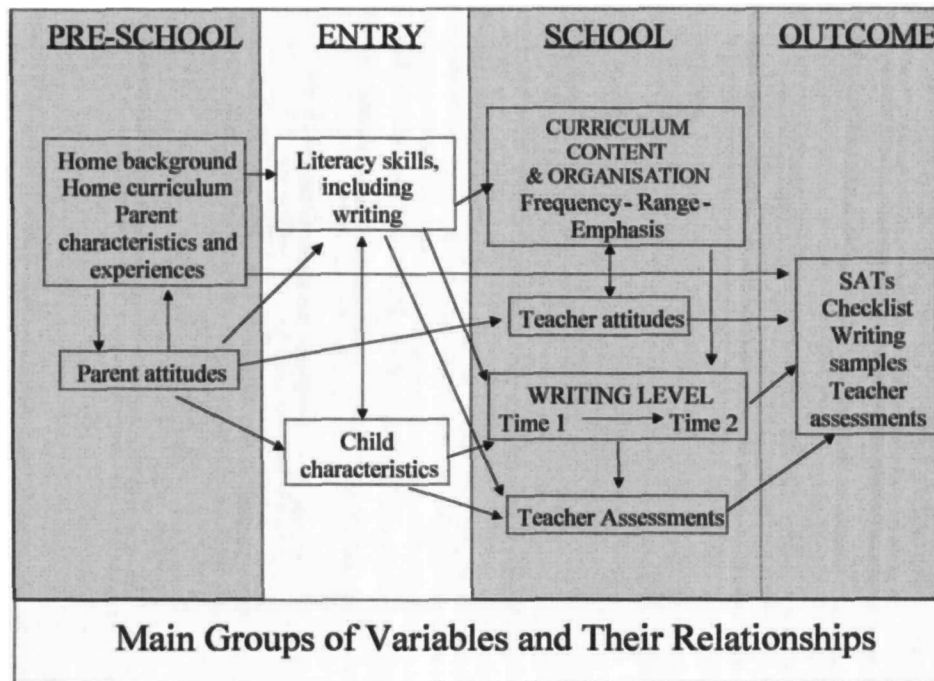 PRE-SCHOOL
ENTRY
SCHOOL
OUTCOME
Home background
Home curriculum
Parent
characteristics and
experiences
Parent attitudes
Literacy skills,
including
writing
Child
characteristics
CURRICULUM
CONTENT
& ORGANISATION
Frequency - Range -
Emphasis
Teacher attitudes
WRITING LEVEL
Time 1 Time 2
Teacher Assessments
SATs
Checklist
Writing
samples
Teacher
assessments
Main Groups of Variables and Their Relationships